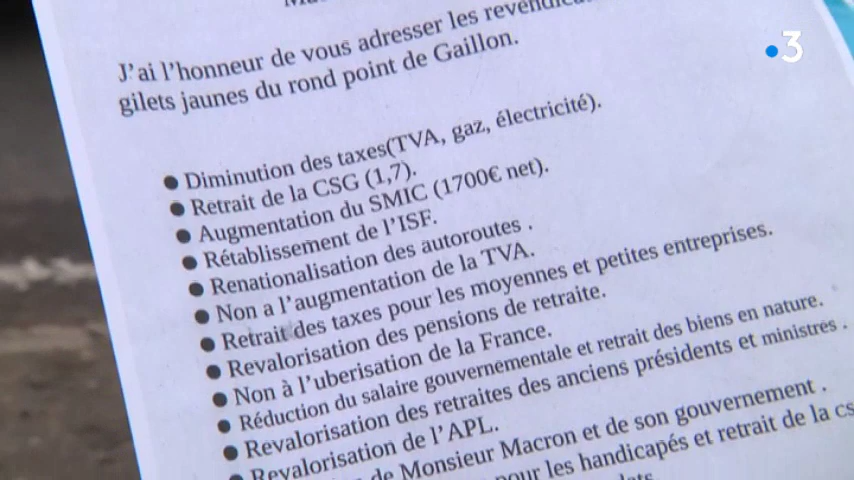 J'ai l'honneur de vous adresser les
gilets jaunes du rond point de Gaillon.
● Diminution des taxes(TVA, gaz, électricité).
● Retrait de la CSG (1,7).
● Augmentation du SMIC (1700€ net).
● Rétablissement de l'ISF.
● Renationalisation des autoroutes .
● Non a l'augmentation de la TVA.
● Retrait des taxes pour les moyennes et petites entreprises.
● Revalorisation des pensions de retraite.
● Non à l'uberisation de la France.
● Réduction du salaire gouvernementale et retrait des biens en nature.
● Revalorisation des retraites des anciens présidents et ministres .
● Revalorisation de l'APL.
de Monsieur Macron et de son gouvernement .
pour les handicapés et retrait de la
3